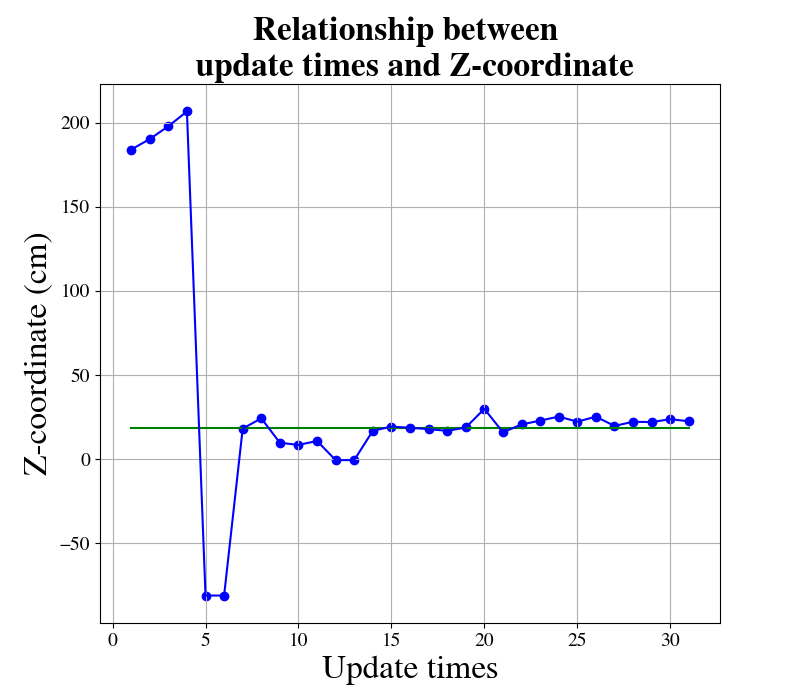 Relationship between
update times and Z-coordinate
Z-coordinate (cm)
200
150
100
50
0
−50
0 5 10 15 20 25 30
Update times